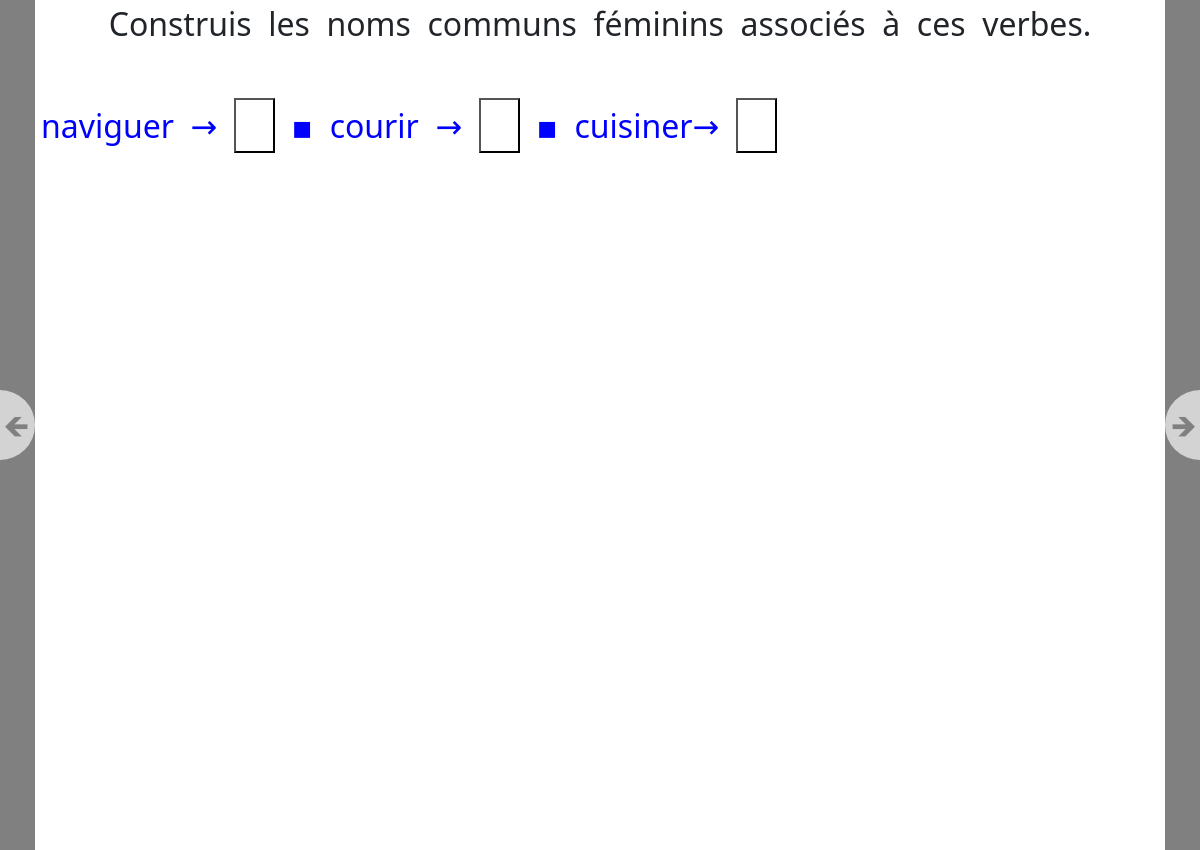 Construis les noms communs féminins associés à ces verbes.
naviguer → ▪ courir → ▪ cuisiner→